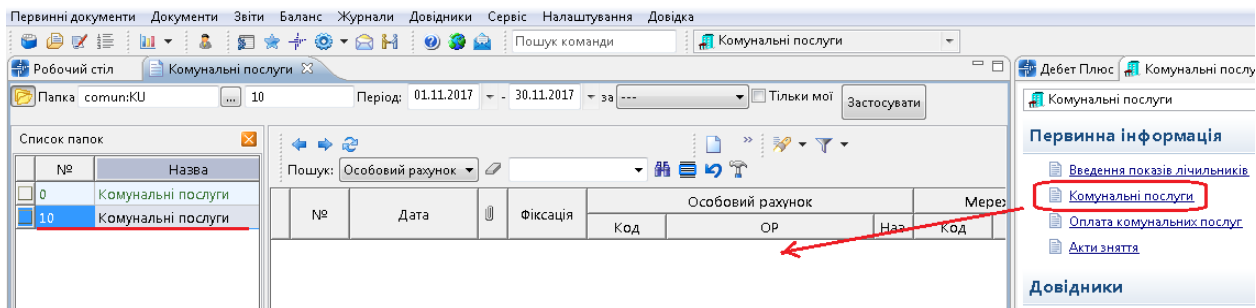 Первинні документи Документи Звіти Баланс Журнали Довідники Сервіс Налаштування Довідка
Пошук команди Комунальні послуги
Робочий стіл Комунальні послуги Дебет Плюс Комунальні послу
Папка comun:KU ... 10 Період: 01.11.2017 - 30.11.2017 за --- Тільки мої Застосувати
Комунальні послуги
Список папок
Первинна інформація
№ Назва
Пошук: Особовий рахунок
Введення показів лічильників
0 Комунальні послуги
Комунальні послуги
10 Комунальні послуги
№ Дата Фіксація Особовий рахунок Мереж
Код ОР Наз Код
Оплата комунальних послуг
Акти зняття
Довідники